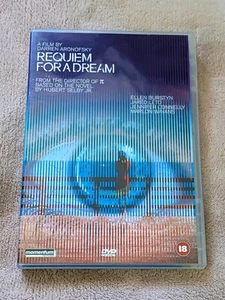 A FILM BY
DARREN ARONOFSKY
REQUIEM
FOR A DREAM
FROM THE DIRECTOR OF π
BASED ON THE NOVEL
BY HUBERT SELBY JR.
ELLEN BURSTYN
JARED LETO
JENNIFER CONNELLY
MARLON WAYANS
momentum
DVD
18